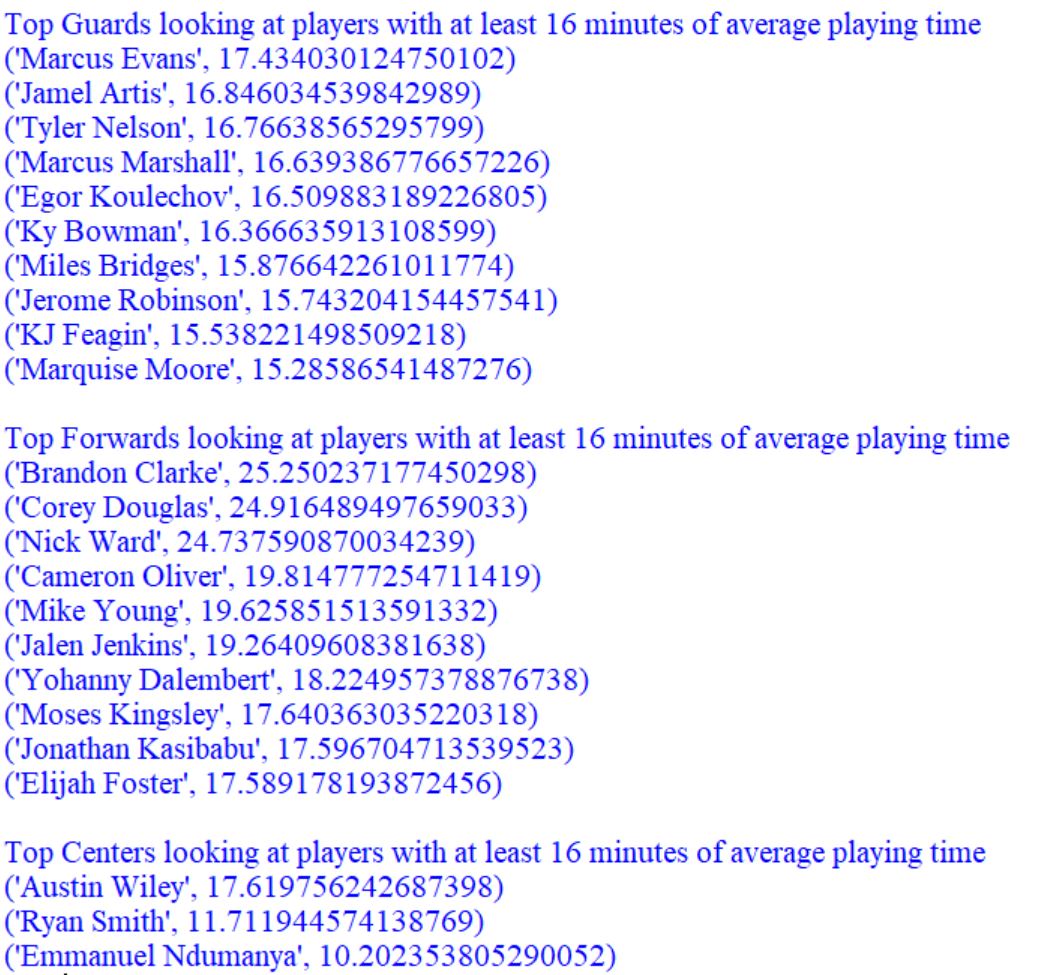 Top Guards looking at players with at least 16 minutes of average playing time
('Marcus Evans', 17.434030124750102)
('Jamel Artis', 16.846034539842989)
('Tyler Nelson', 16.76638565295799)
('Marcus Marshall', 16.639386776657226)
('Egor Koulechov', 16.509883189226805)
('Ky Bowman', 16.366635913108599)
('Miles Bridges', 15.876642261011774)
('Jerome Robinson', 15.743204154457541)
('KJ Feagin', 15.538221498509218)
('Marquise Moore', 15.28586541487276)

Top Forwards looking at players with at least 16 minutes of average playing time
('Brandon Clarke', 25.250237177450298)
('Corey Douglas', 24.916489497659033)
('Nick Ward', 24.737590870034239)
('Cameron Oliver', 19.814777254711419)
('Mike Young', 19.625851513591332)
('Jalen Jenkins', 19.26409608381638)
('Yohanny Dalembert', 18.224957378876738)
('Moses Kingsley', 17.640363035220318)
('Jonathan Kasibabu', 17.596704713539523)
('Elijah Foster', 17.589178193872456)

Top Centers looking at players with at least 16 minutes of average playing time
('Austin Wiley', 17.619756242687398)
('Ryan Smith', 11.711944574138769)
('Emmanuel Ndumanya', 10.202353805290052)